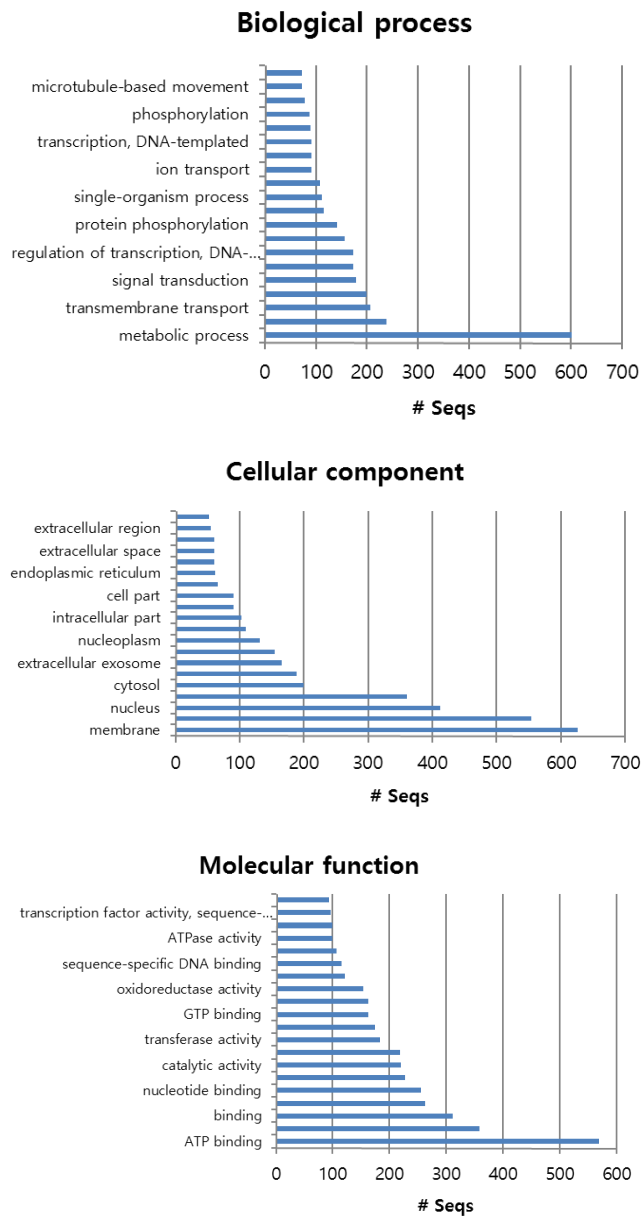 Biological process
microtubule-based movement
phosphorylation
transcription, DNA-templated
ion transport
single-organism process
protein phosphorylation
regulation of transcription, DNA-...
signal transduction
transmembrane transport
metabolic process
0 100 200 300 400 500 600 700
# Seqs
Cellular component
extracellular region
extracellular space
endoplasmic reticulum
cell part
intracellular part
nucleoplasm
extracellular exosome
cytosol
nucleus
membrane
0 100 200 300 400 500 600 700
# Seqs
Molecular function
transcription factor activity, sequence-...
ATPase activity
sequence-specific DNA binding
oxidoreductase activity
GTP binding
transferase activity
catalytic activity
nucleotide binding
binding
ATP binding
0 100 200 300 400 500 600
# Seqs